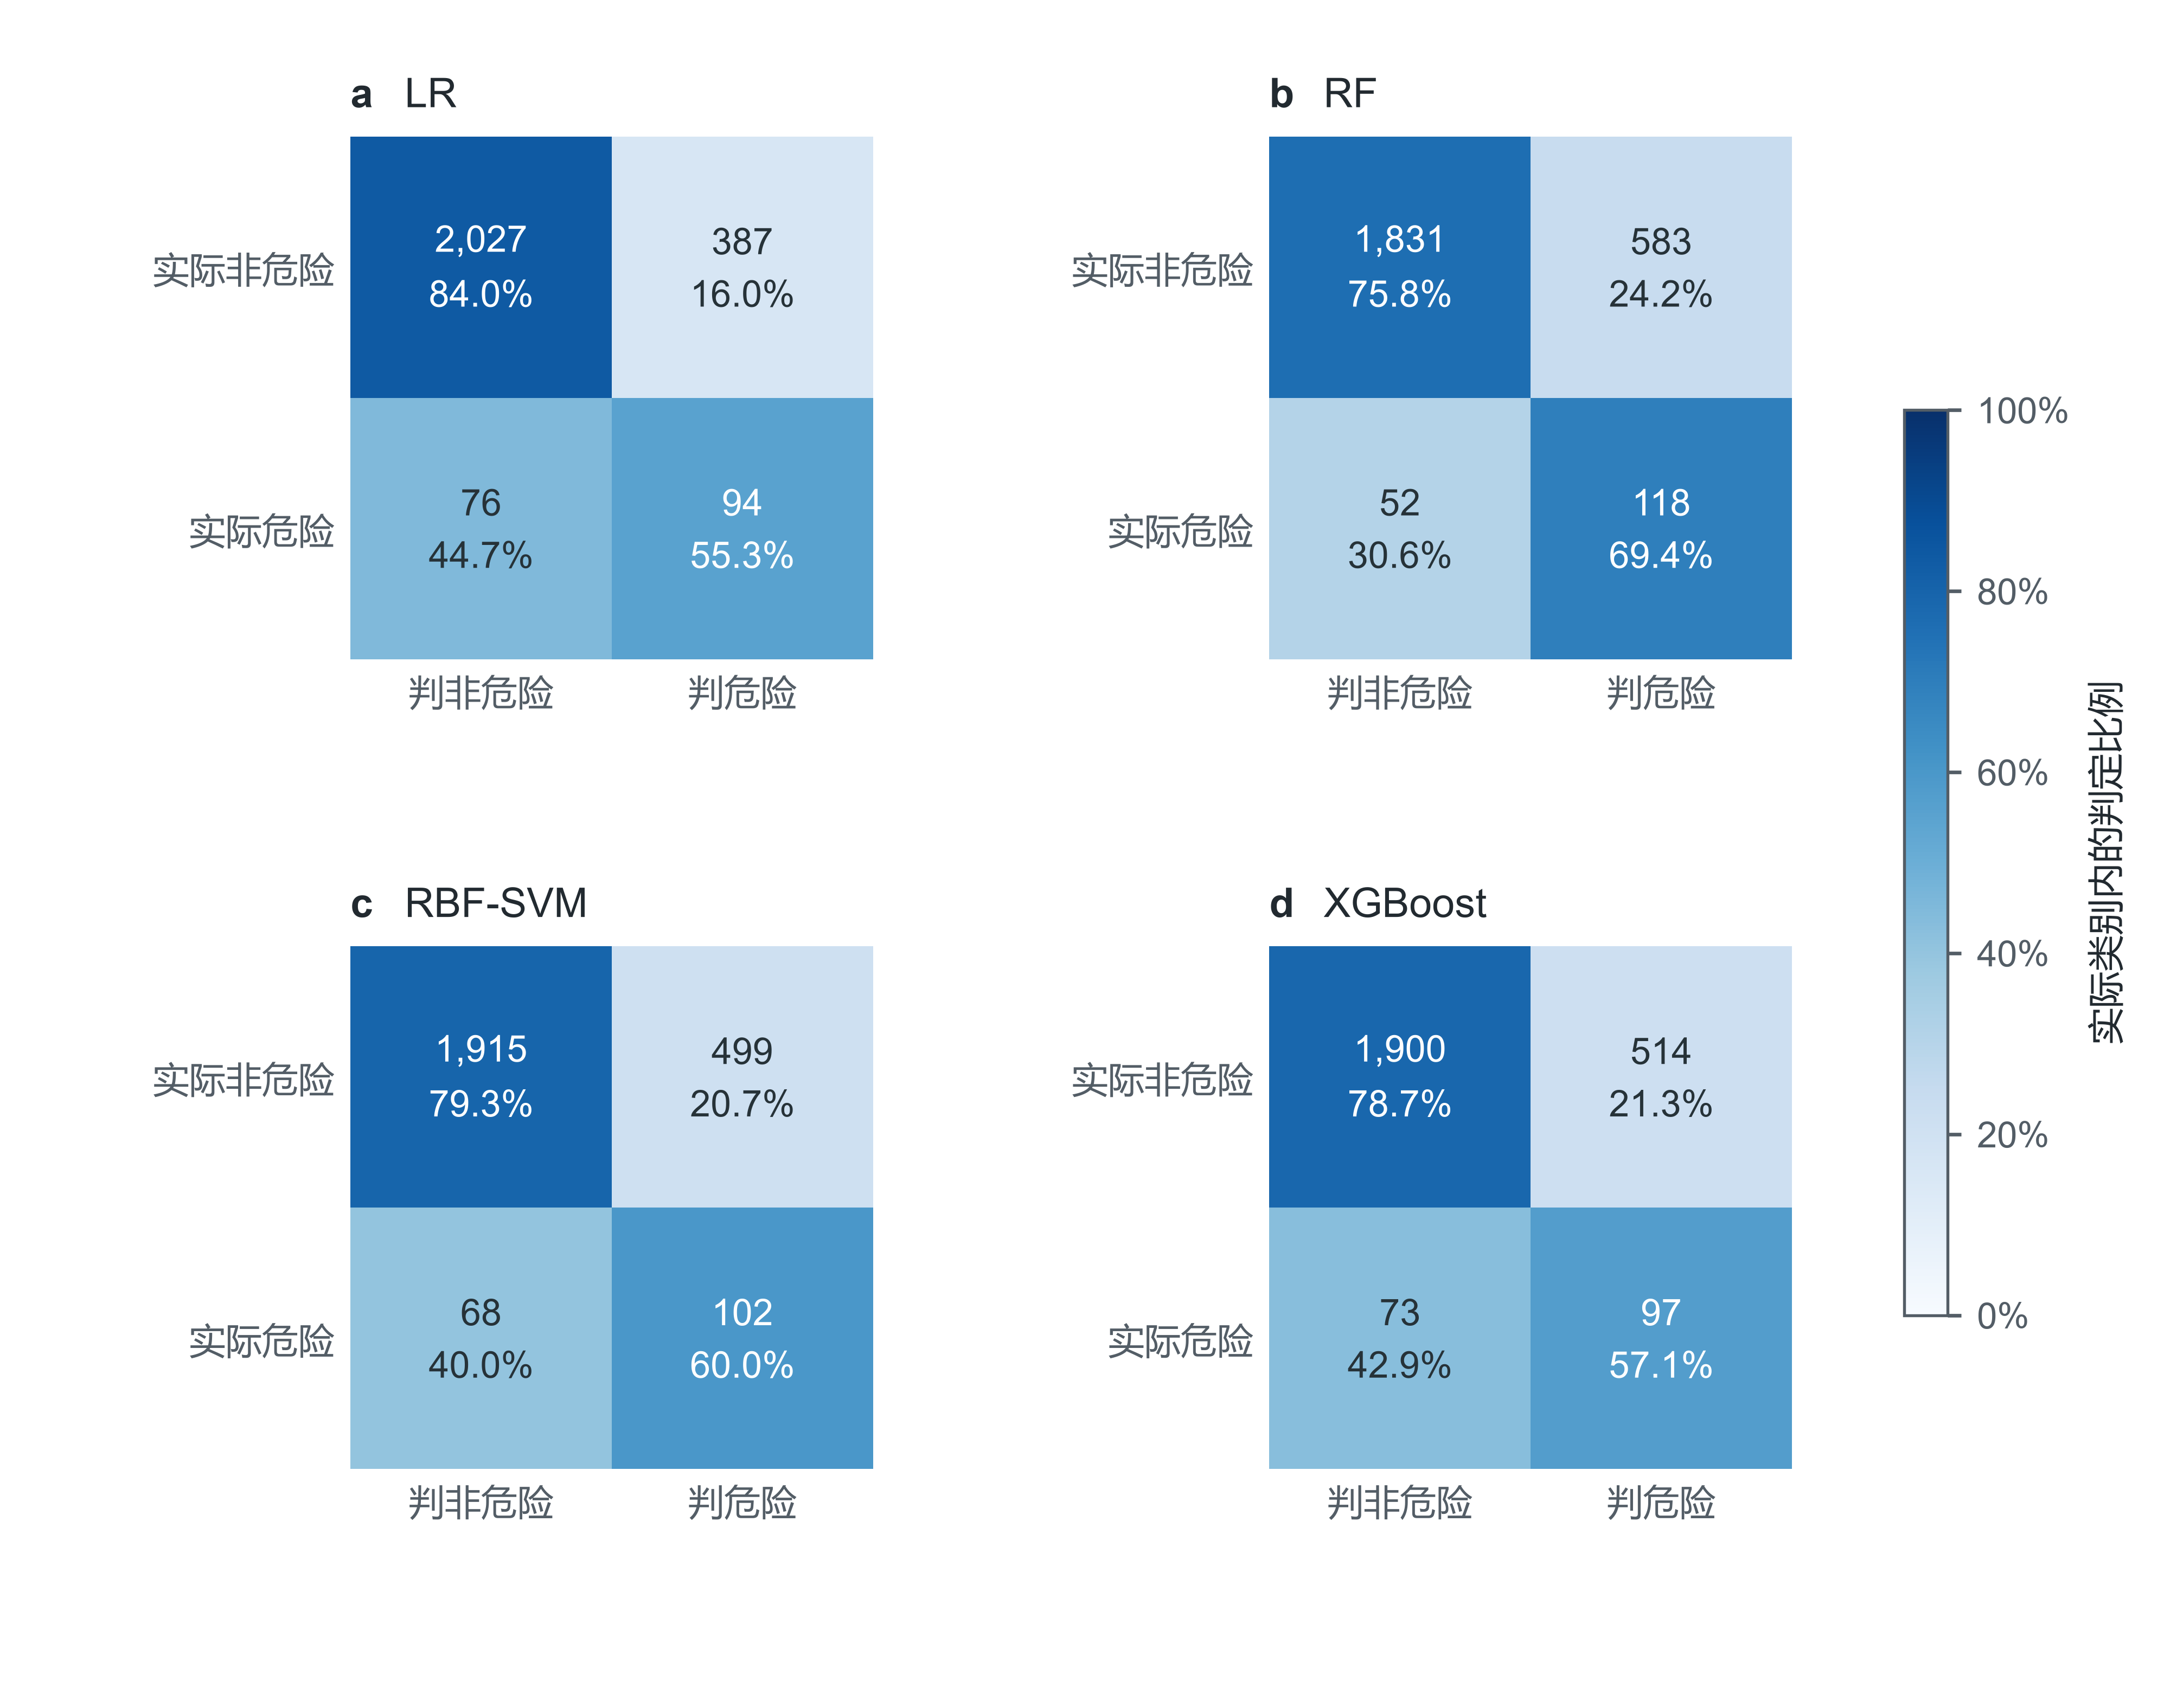 a LR
实际非危险
2,027
84.0%
387
16.0%
实际危险
76
44.7%
94
55.3%
判非危险
判危险
b RF
实际非危险
1,831
75.8%
583
24.2%
实际危险
52
30.6%
118
69.4%
判非危险
判危险
c RBF-SVM
实际非危险
1,915
79.3%
499
20.7%
实际危险
68
40.0%
102
60.0%
判非危险
判危险
d XGBoost
实际非危险
1,900
78.7%
514
21.3%
实际危险
73
42.9%
97
57.1%
判非危险
判危险
100%
80%
60%
40%
20%
0%
实际类别内的判定比例